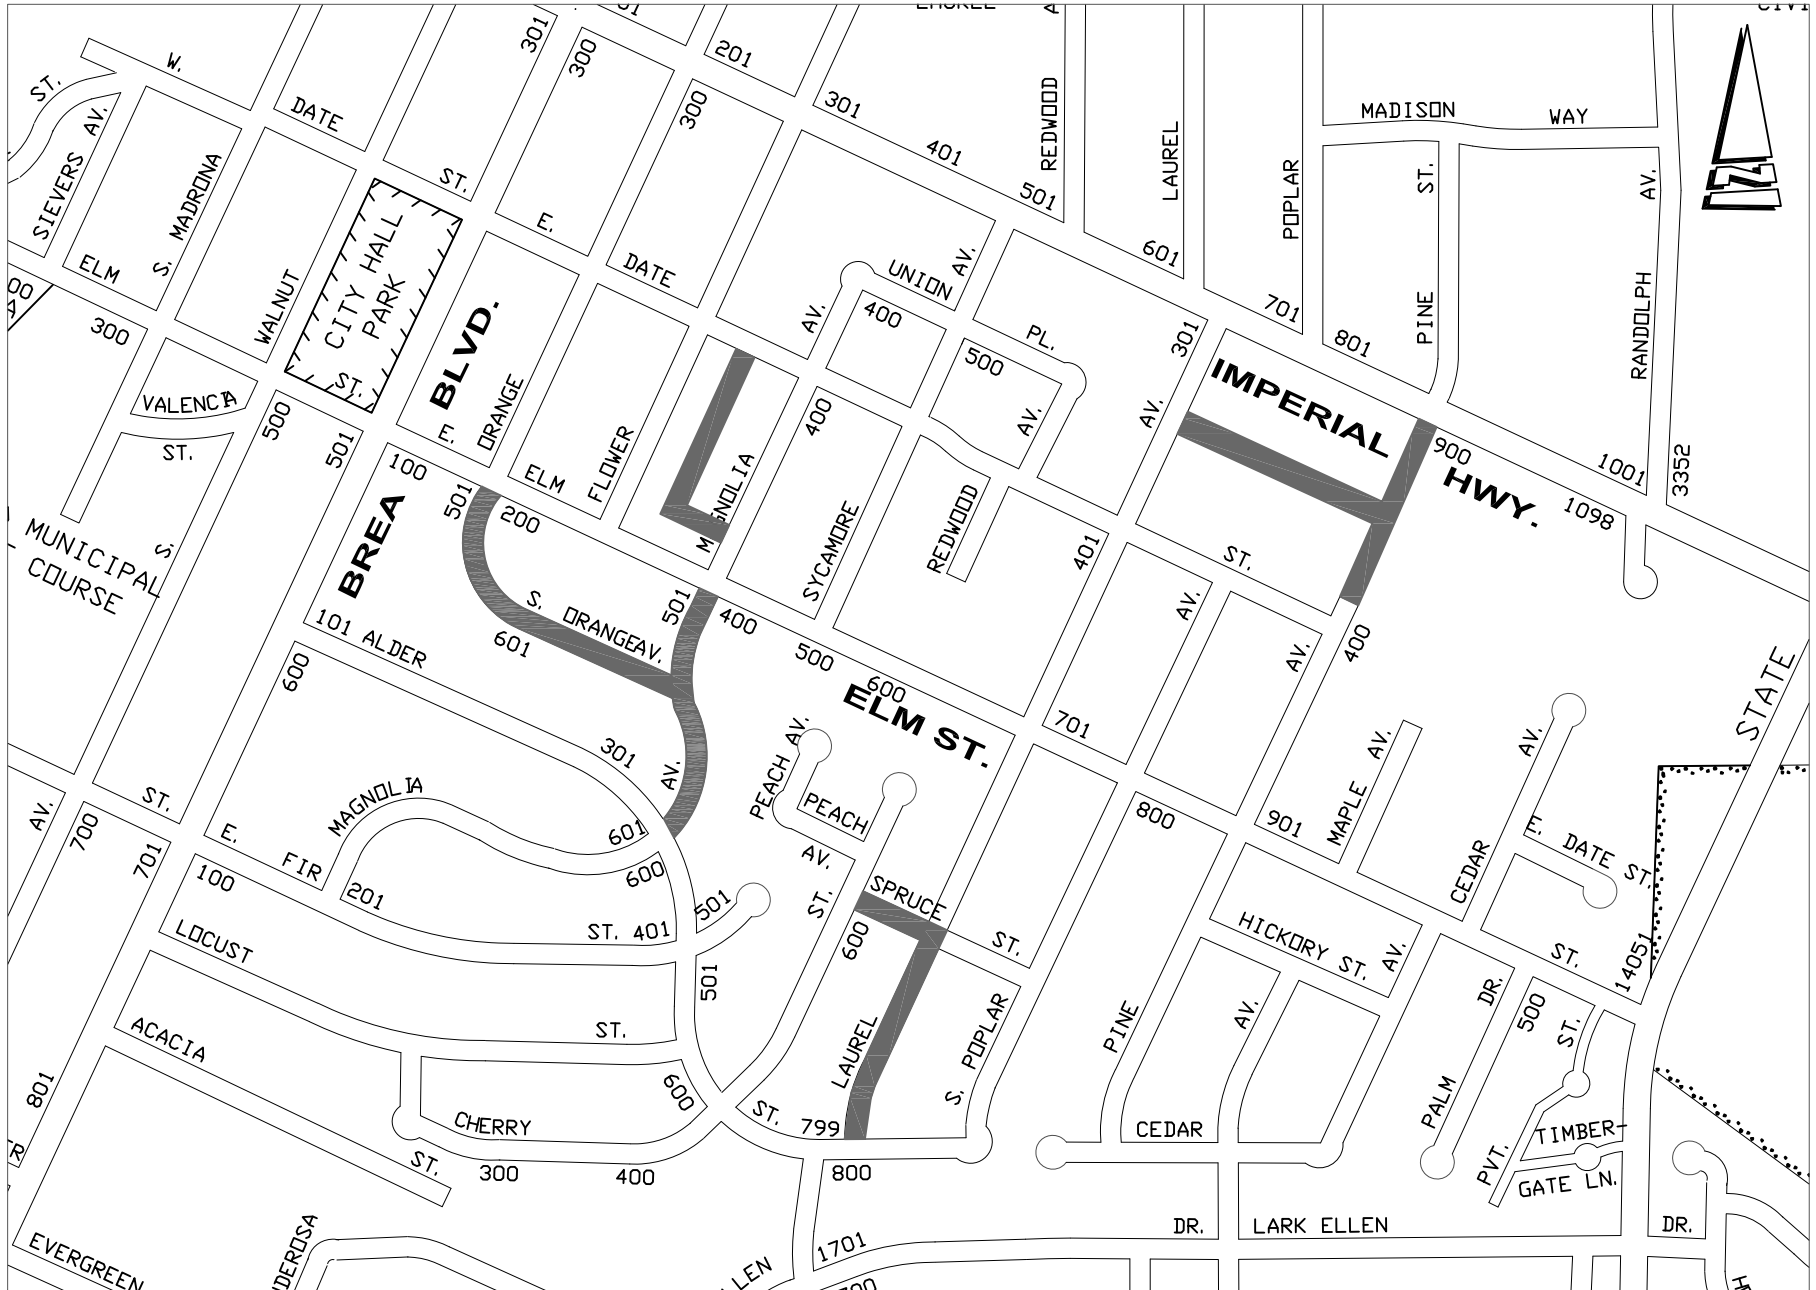 301
201
REDWOOD
W.
ST.
300
301
MADISON
WAY
DATE
AV.
300
401
LAUREL
SIEVERS
S. MADRONA
ST.
501
POPLAR
ST.
AV.
CITY HALL
PARK
E.
601
UNION
AV.
ELM
DATE
WALNUT
300
BLVD.
AV.
400
701
PINE
RANDOLPH
PL.
301
801
500
IMPERIAL
VALENCIA
ST.
ST.
500
501
E.
ORANGE
400
AV.
AV.
900
1001
3352
HWY.
1098
100
ELM
FLOWER
501
200
MAGNOLIA
SYCAMORE
REDWOOD
MUNICIPAL
COURSE
S.
BREA
401
ST.
S. ORANGE AV.
501
400
101
ALDER
601
500
600
ELM ST.
AV.
AV.
400
600
701
STATE
301
AV.
PEACH AV.
PEACH
AV.
AV.
AV.
ST.
AV.
700
701
E.
FIR
MAGNOLIA
601
600
800
901
MAPLE
CEDAR
E. DATE ST.
100
201
ST.
401
501
ST.
SPRUCE
ST.
600
HICKORY ST.
AV.
ST.
14051
LOCUST
ST.
501
ACACIA
LAUREL
S. POPLAR
PINE
AV.
DR.
500
ST.
PALM
801
600
CHERRY
ST.
ST.
799
800
CEDAR
PVT.
TIMBER-
GATE LN.
300
400
DR.
LARK ELLEN
DR.
1701
EVERGREEN